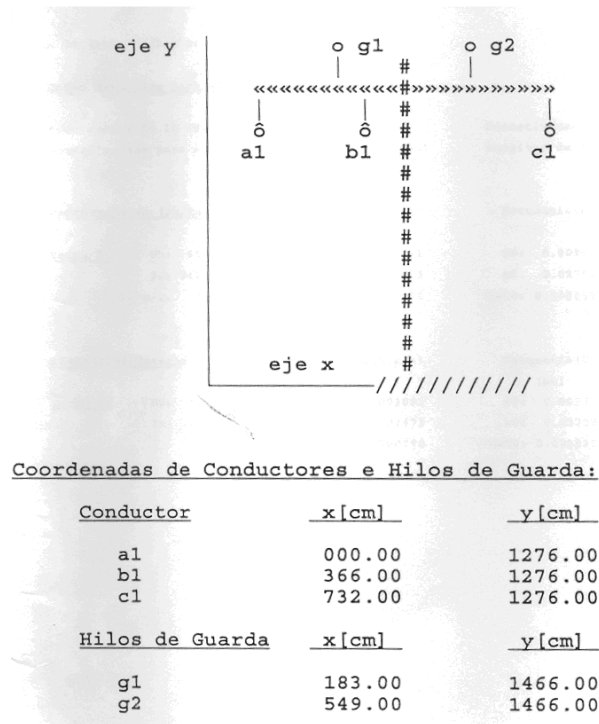 eje y
o g1 o g2
| | #
«««««««««««««#»»»»»»»»»»»»»
| | # |
ô ô # ô
a1 b1 # c1
#
#
#
#
#
#
#
#
eje x #
////////////
Coordenadas de Conductores e Hilos de Guarda:
Conductor x[cm] y[cm]
a1 000.00 1276.00
b1 366.00 1276.00
c1 732.00 1276.00
Hilos de Guarda x[cm] y[cm]
g1 183.00 1466.00
g2 549.00 1466.00